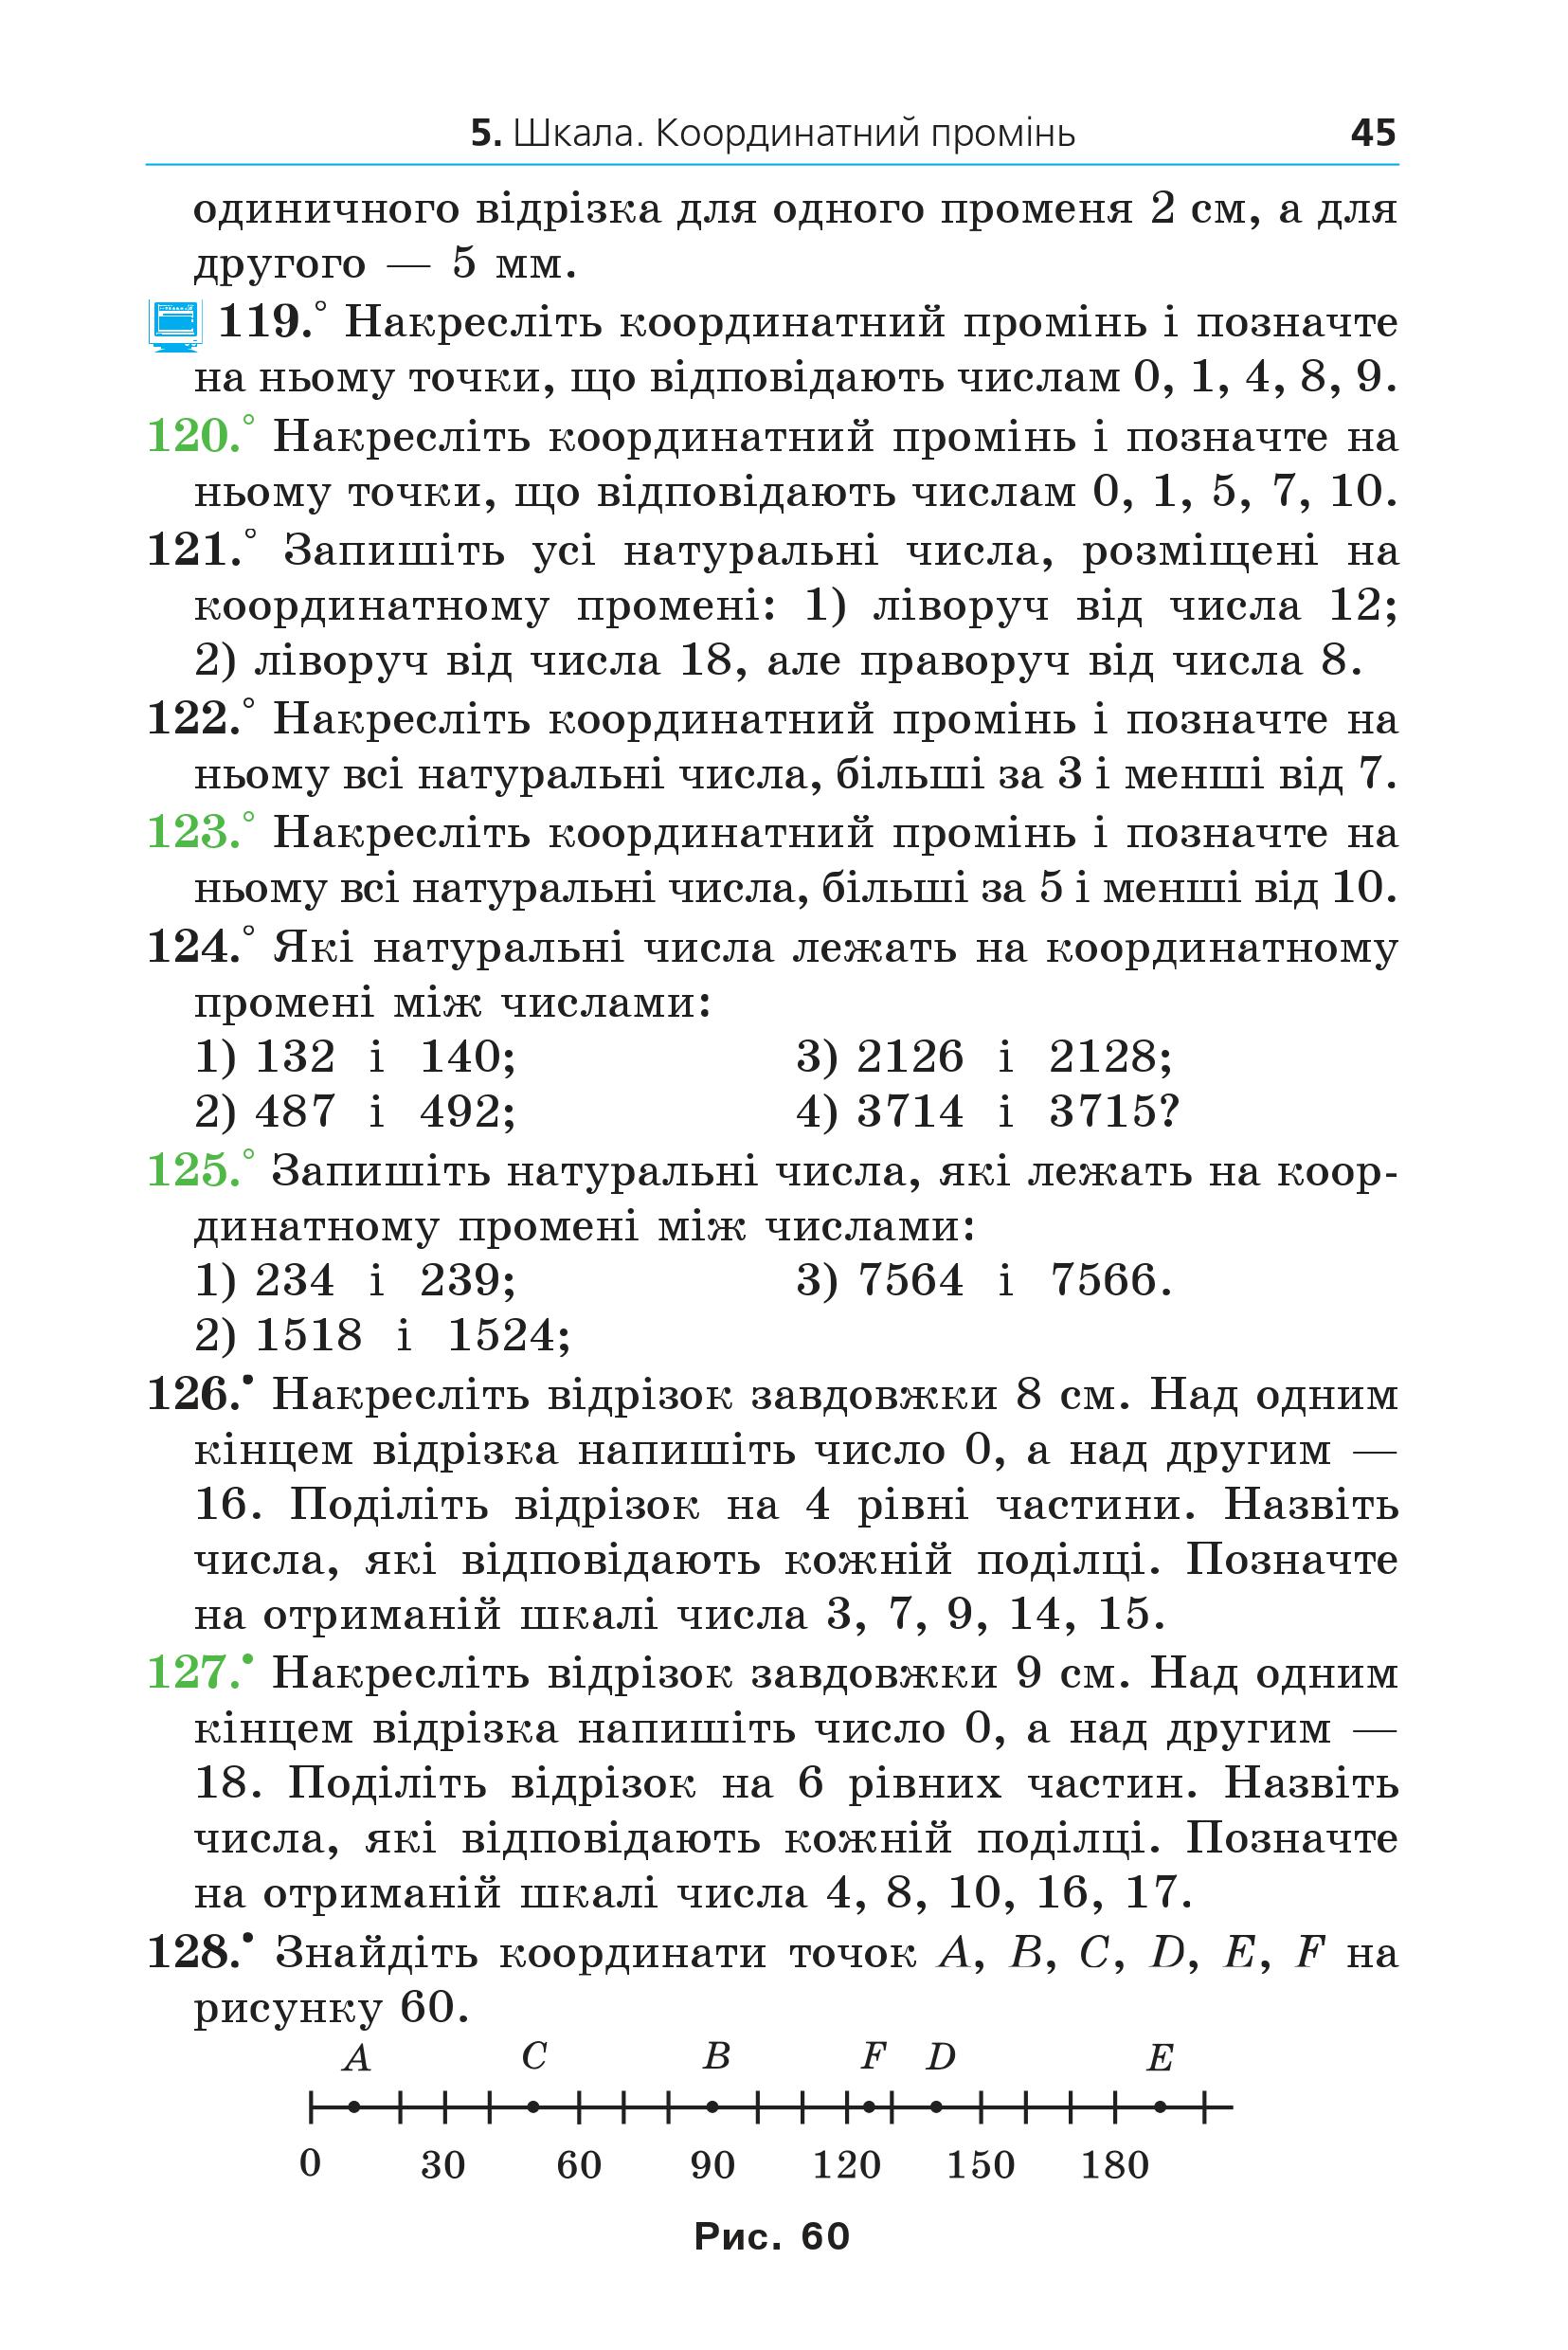 5. Шкала. Координатний промінь 45
одиничного відрізка для одного променя 2 см, а для
другого — 5 мм.
119.° Накресліть координатний промінь і позначте
на ньому точки, що відповідають числам 0, 1, 4, 8, 9.
120.° Накресліть координатний промінь і позначте на
ньому точки, що відповідають числам 0, 1, 5, 7, 10.
121.° Запишіть усі натуральні числа, розміщені на
координатному промені: 1) ліворуч від числа 12;
2) ліворуч від числа 18, але праворуч від числа 8.
122.° Накресліть координатний промінь і позначте на
ньому всі натуральні числа, більші за 3 і менші від 7.
123.° Накресліть координатний промінь і позначте на
ньому всі натуральні числа, більші за 5 і менші від 10.
124.° Які натуральні числа лежать на координатному
промені між числами:
1) 132 і 140; 3) 2126 і 2128;
2) 487 і 492; 4) 3714 і 3715?
125.° Запишіть натуральні числа, які лежать на коор-
динатному промені між числами:
1) 234 і 239; 3) 7564 і 7566.
2) 1518 і 1524;
126.• Накресліть відрізок завдовжки 8 см. Над одним
кінцем відрізка напишіть число 0, а над другим —
16. Поділіть відрізок на 4 рівні частини. Назвіть
числа, які відповідають кожній поділці. Позначте
на отриманій шкалі числа 3, 7, 9, 14, 15.
127.• Накресліть відрізок завдовжки 9 см. Над одним
кінцем відрізка напишіть число 0, а над другим —
18. Поділіть відрізок на 6 рівних частин. Назвіть
числа, які відповідають кожній поділці. Позначте
на отриманій шкалі числа 4, 8, 10, 16, 17.
128.• Знайдіть координати точок A, B, C, D, E, F на
рисунку 60.
A C B F D E
0 30 60 90 120 150 180
Рис. 60